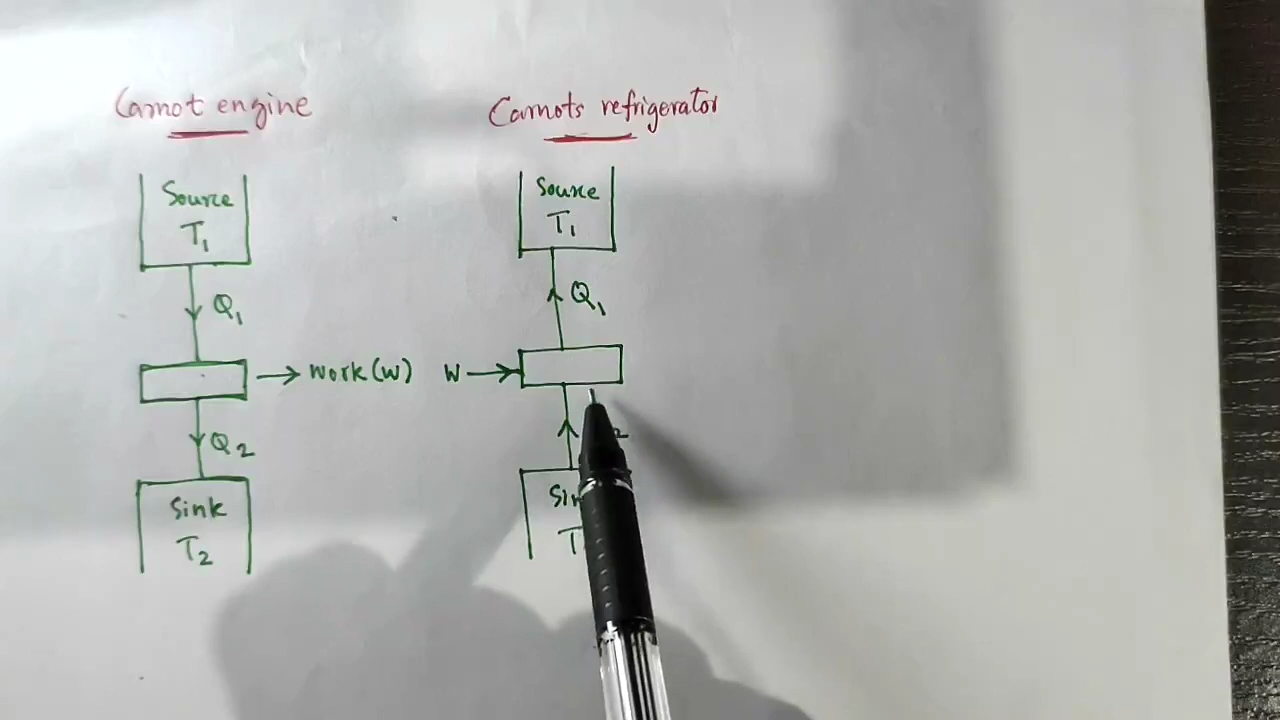 Carnot engine
Source
T₁
Q₁
Work(W)
Q₂
Sink
T₂
Carnots refrigerator
Source
T₁
Q₁
W
T